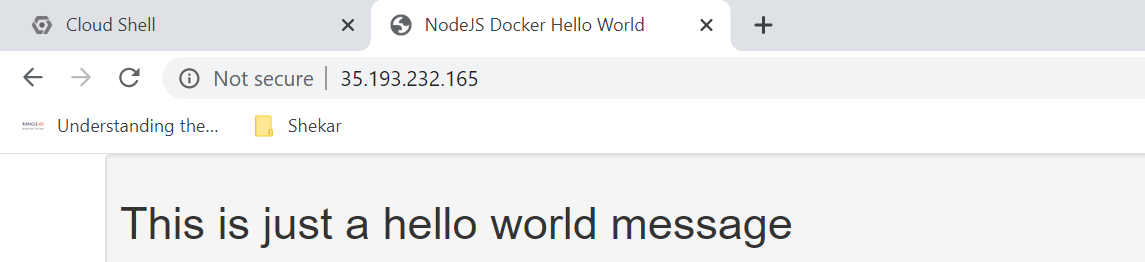 Cloud Shell NodeJS Docker Hello World
Not secure 35.193.232.165
Understanding the... Shekar
This is just a hello world message